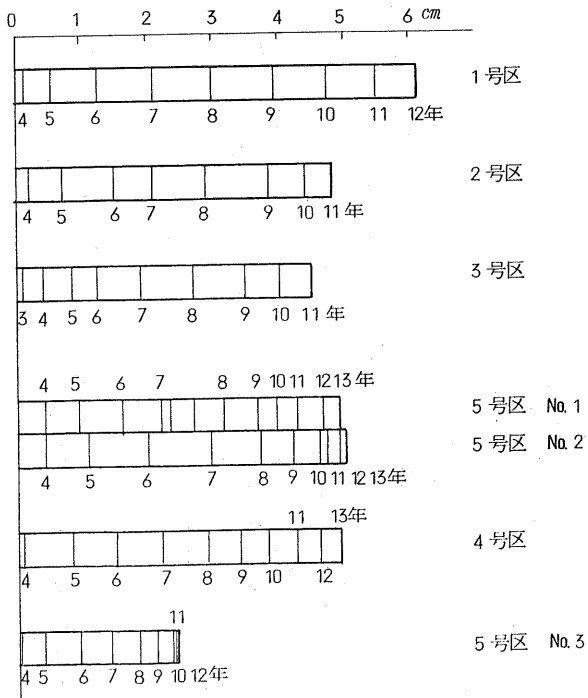 0 1 2 3 4 5 6 cm
1号区
4 5 6 7 8 9 10 11 12年
2号区
4 5 6 7 8 9 10 11年
3号区
3 4 5 6 7 8 9 10 11年
4 5 6 7 8 9 10 11 12 13年
5号区 No.1
5号区 No.2
4 5 6 7 8 9 10 11 12 13年
11 13年
4号区
4 5 6 7 8 9 10 12
11
5号区 No.3
4 5 6 7 8 9 10 12年